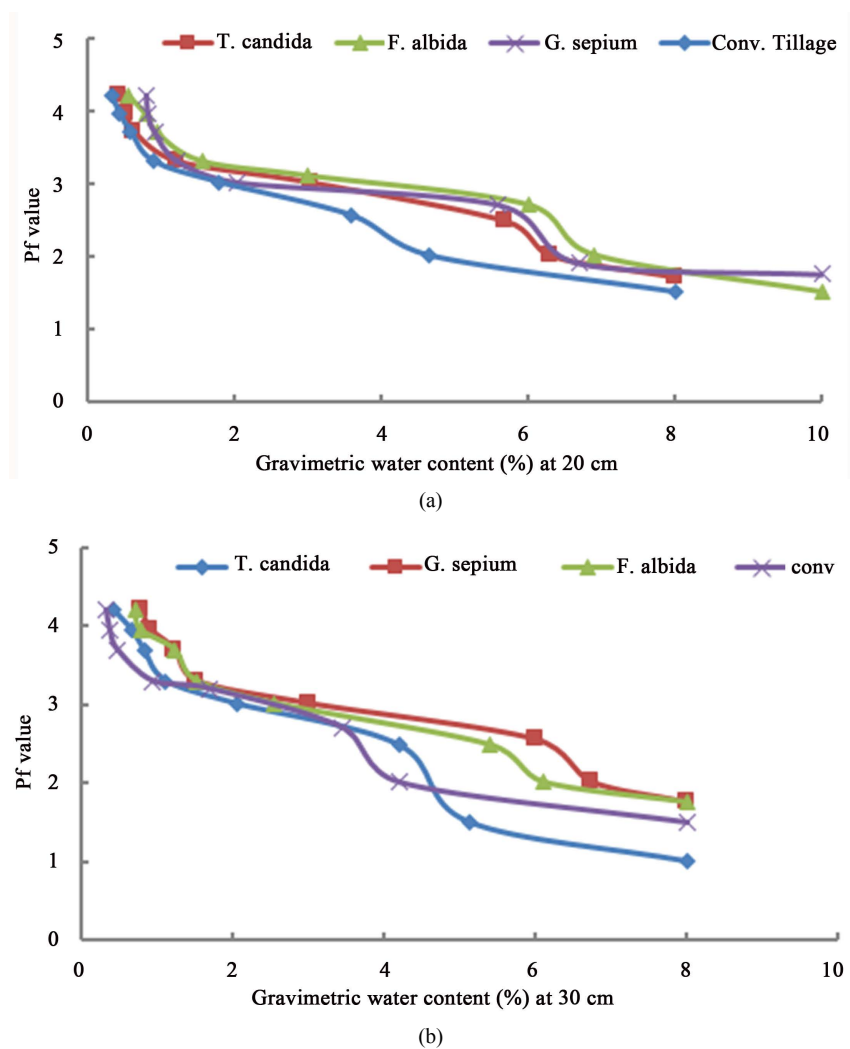 T. candida F. albida G. sepium Conv. Tillage
5
4
3
2
1
0
Pf value
0 2 4 6 8 10
Gravimetric water content (%) at 20 cm
(a)
T. candida G. sepium F. albida conv
5
4
3
2
1
0
Pf value
0 2 4 6 8 10
Gravimetric water content (%) at 30 cm
(b)